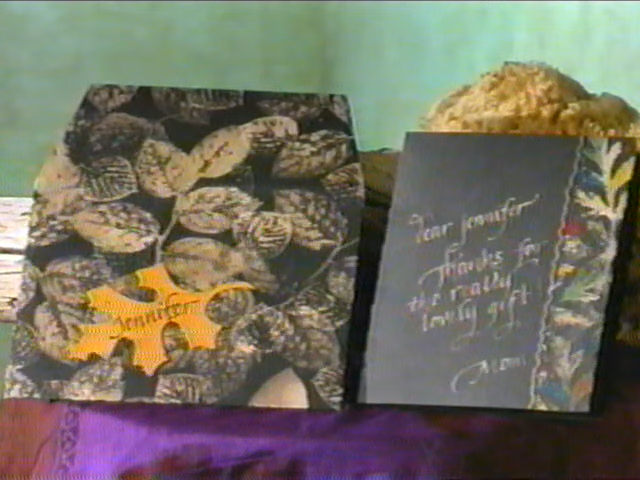 Jennifer
Dear Jennifer
Thanks for
the really
lovely gift.
Mom